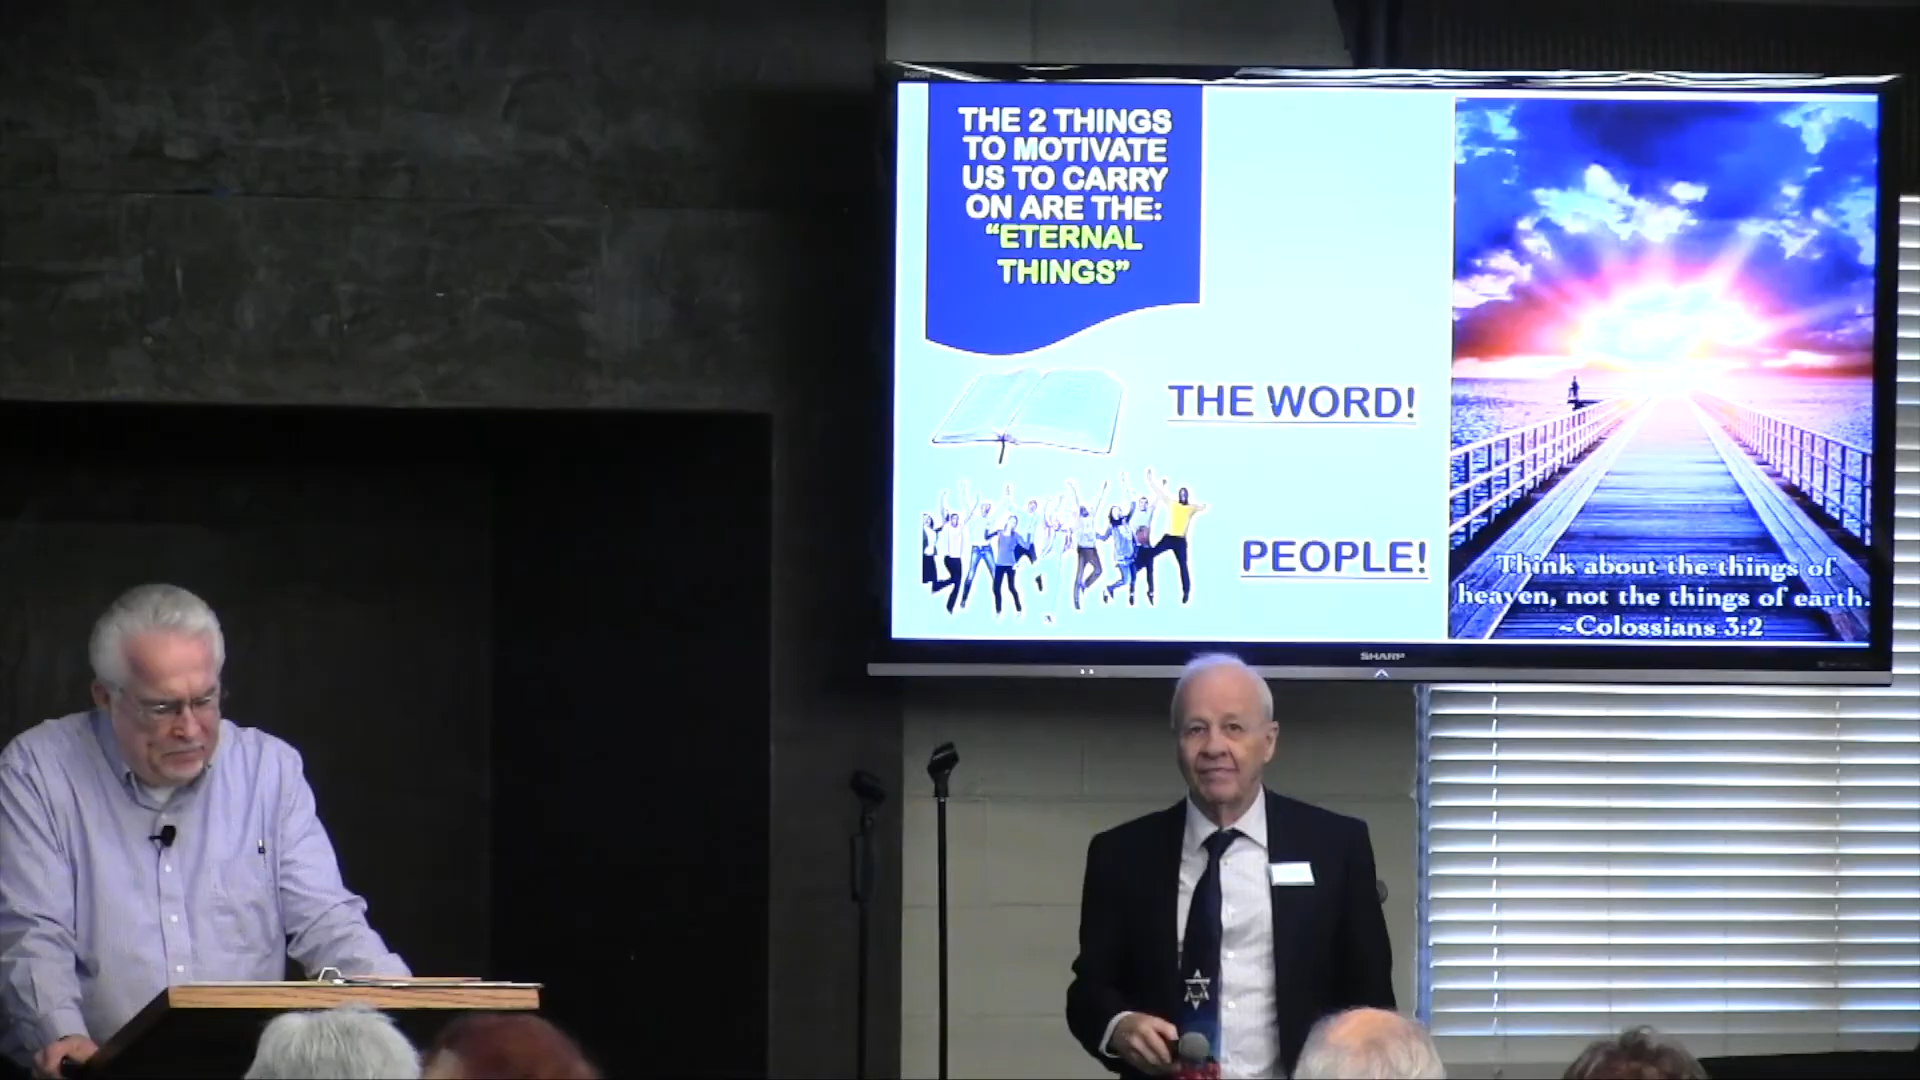 THE 2 THINGS
TO MOTIVATE
US TO CARRY
ON ARE THE:
“ETERNAL
THINGS”
THE WORD!
PEOPLE!
Think about the things of
heaven, not the things of earth.
~Colossians 3:2
SHARP